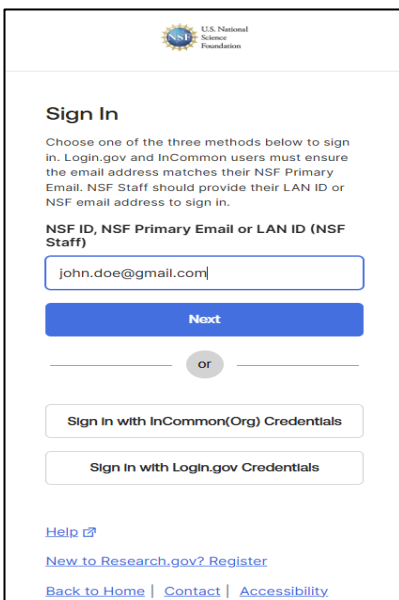 NSF
U.S. National
Science
Foundation
Sign In
Choose one of the three methods below to sign
in. Login.gov and InCommon users must ensure
the email address matches their NSF Primary
Email. NSF Staff should provide their LAN ID or
NSF email address to sign in.
NSF ID, NSF Primary Email or LAN ID (NSF
Staff)
john.doe@gmail.com
Next
or
Sign in with InCommon(Org) Credentials
Sign in with Login.gov Credentials
Help
New to Research.gov? Register
Back to Home | Contact | Accessibility